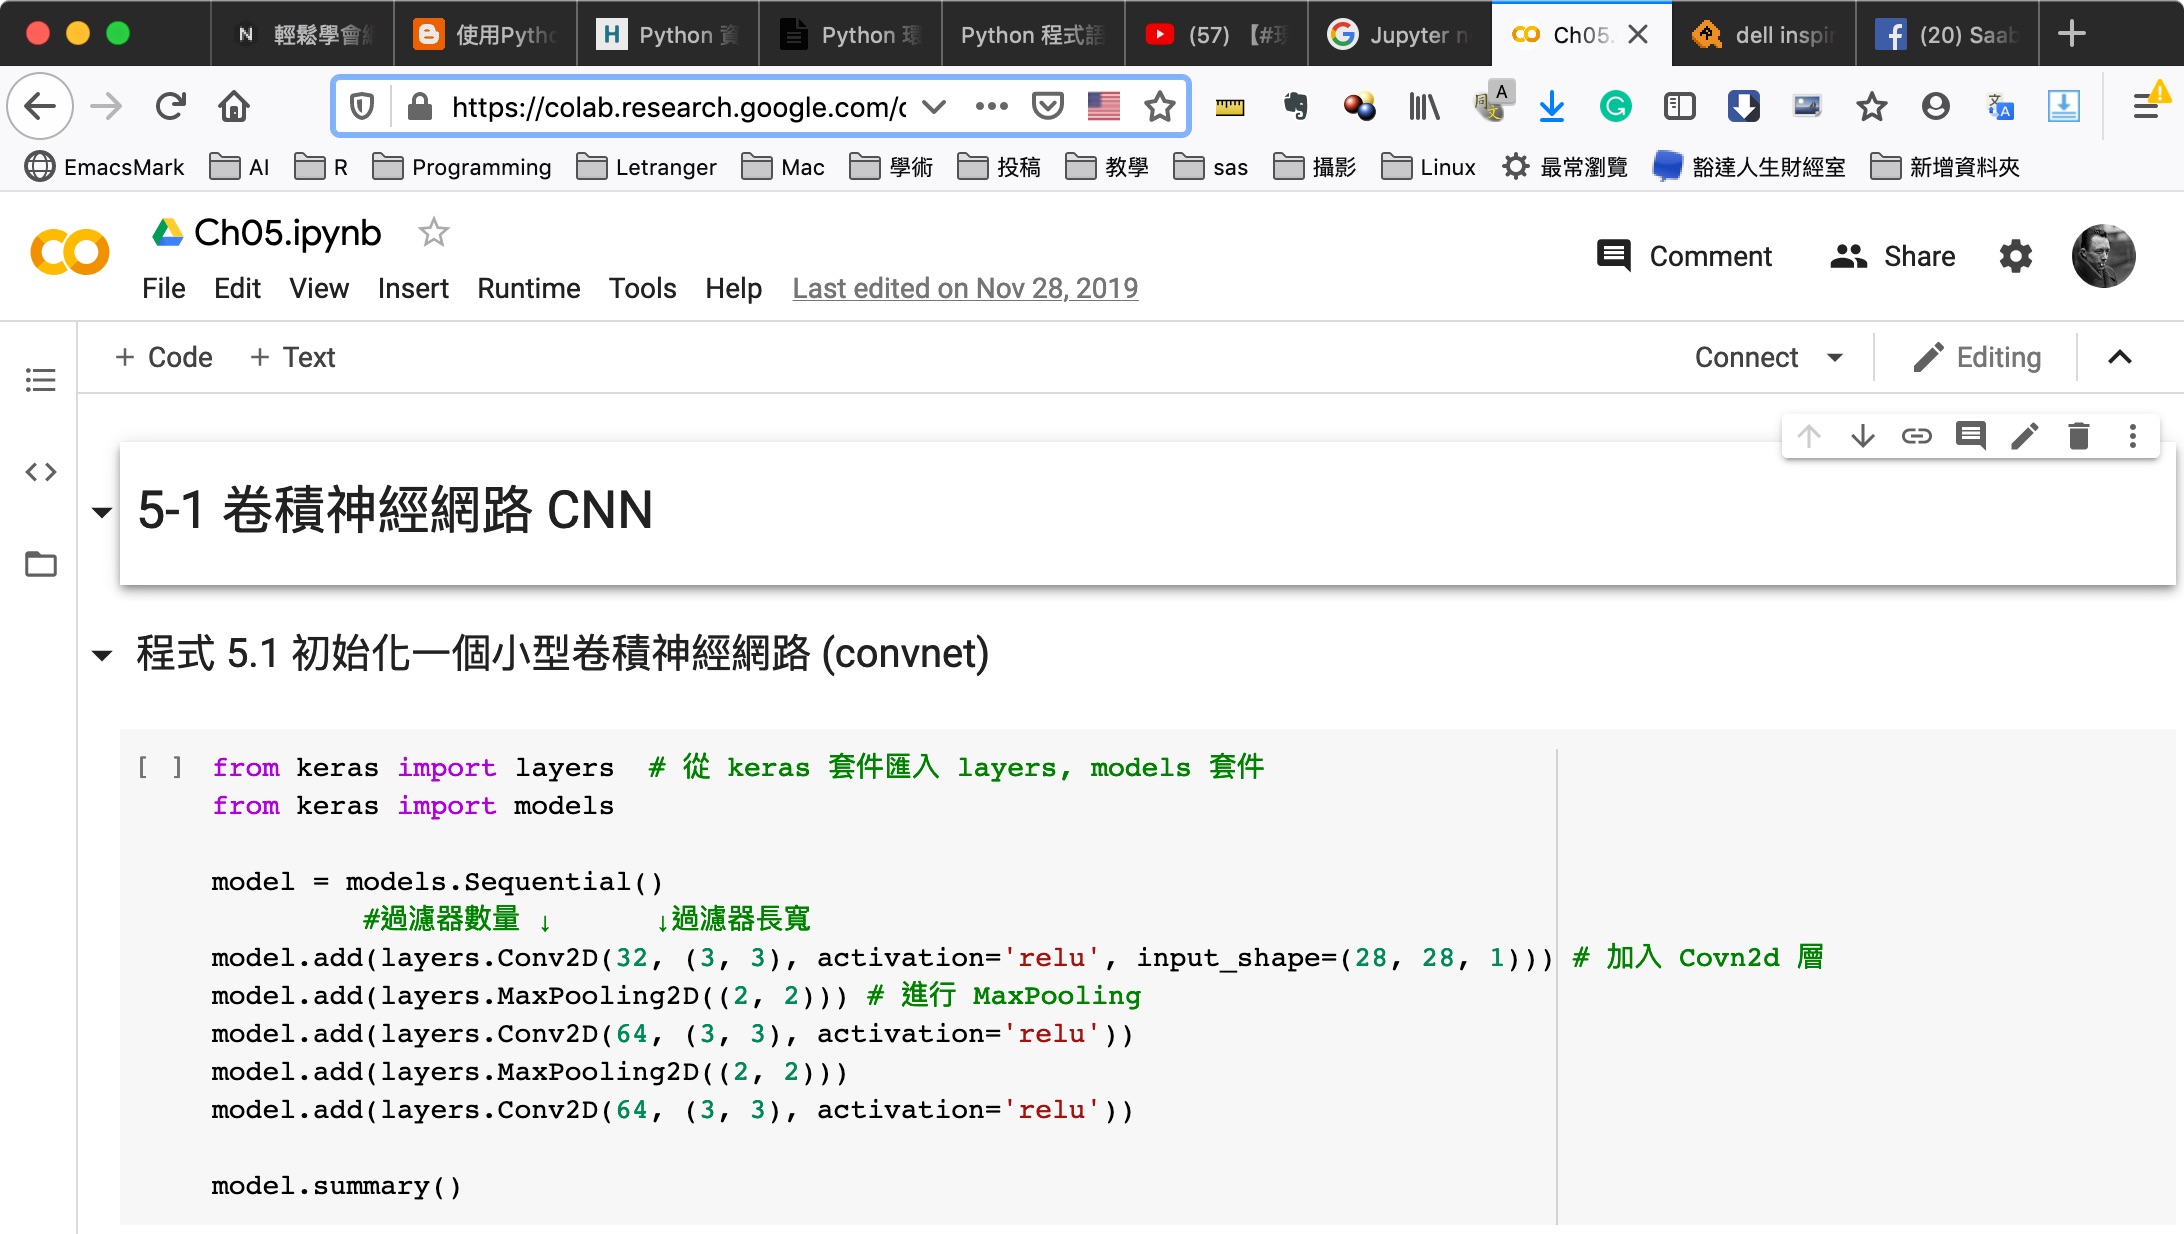 輕鬆學會
使用Pytho
Python 資
Python 環
Python 程式語
(57) 【#現
Jupyter n
Ch05.
dell inspir
(20) Saab
https://colab.research.google.com/
EmacsMark AI R Programming Letranger Mac 學術 投稿 教學 sas 攝影 Linux 最常瀏覽 豁達人生財經室 新增資料夾
Ch05.ipynb
Comment Share
File Edit View Insert Runtime Tools Help Last edited on Nov 28, 2019
+ Code + Text Connect Editing
5-1 卷積神經網路 CNN
程式 5.1 初始化一個小型卷積神經網路 (convnet)
[ ] from keras import layers  # 從 keras 套件匯入 layers, models 套件
from keras import models
model = models.Sequential()
#過濾器數量 ↓ ↓過濾器長寬
model.add(layers.Conv2D(32, (3, 3), activation='relu', input_shape=(28, 28, 1))) # 加入 Covn2d 層
model.add(layers.MaxPooling2D((2, 2))) # 進行 MaxPooling
model.add(layers.Conv2D(64, (3, 3), activation='relu'))
model.add(layers.MaxPooling2D((2, 2)))
model.add(layers.Conv2D(64, (3, 3), activation='relu'))
model.summary()